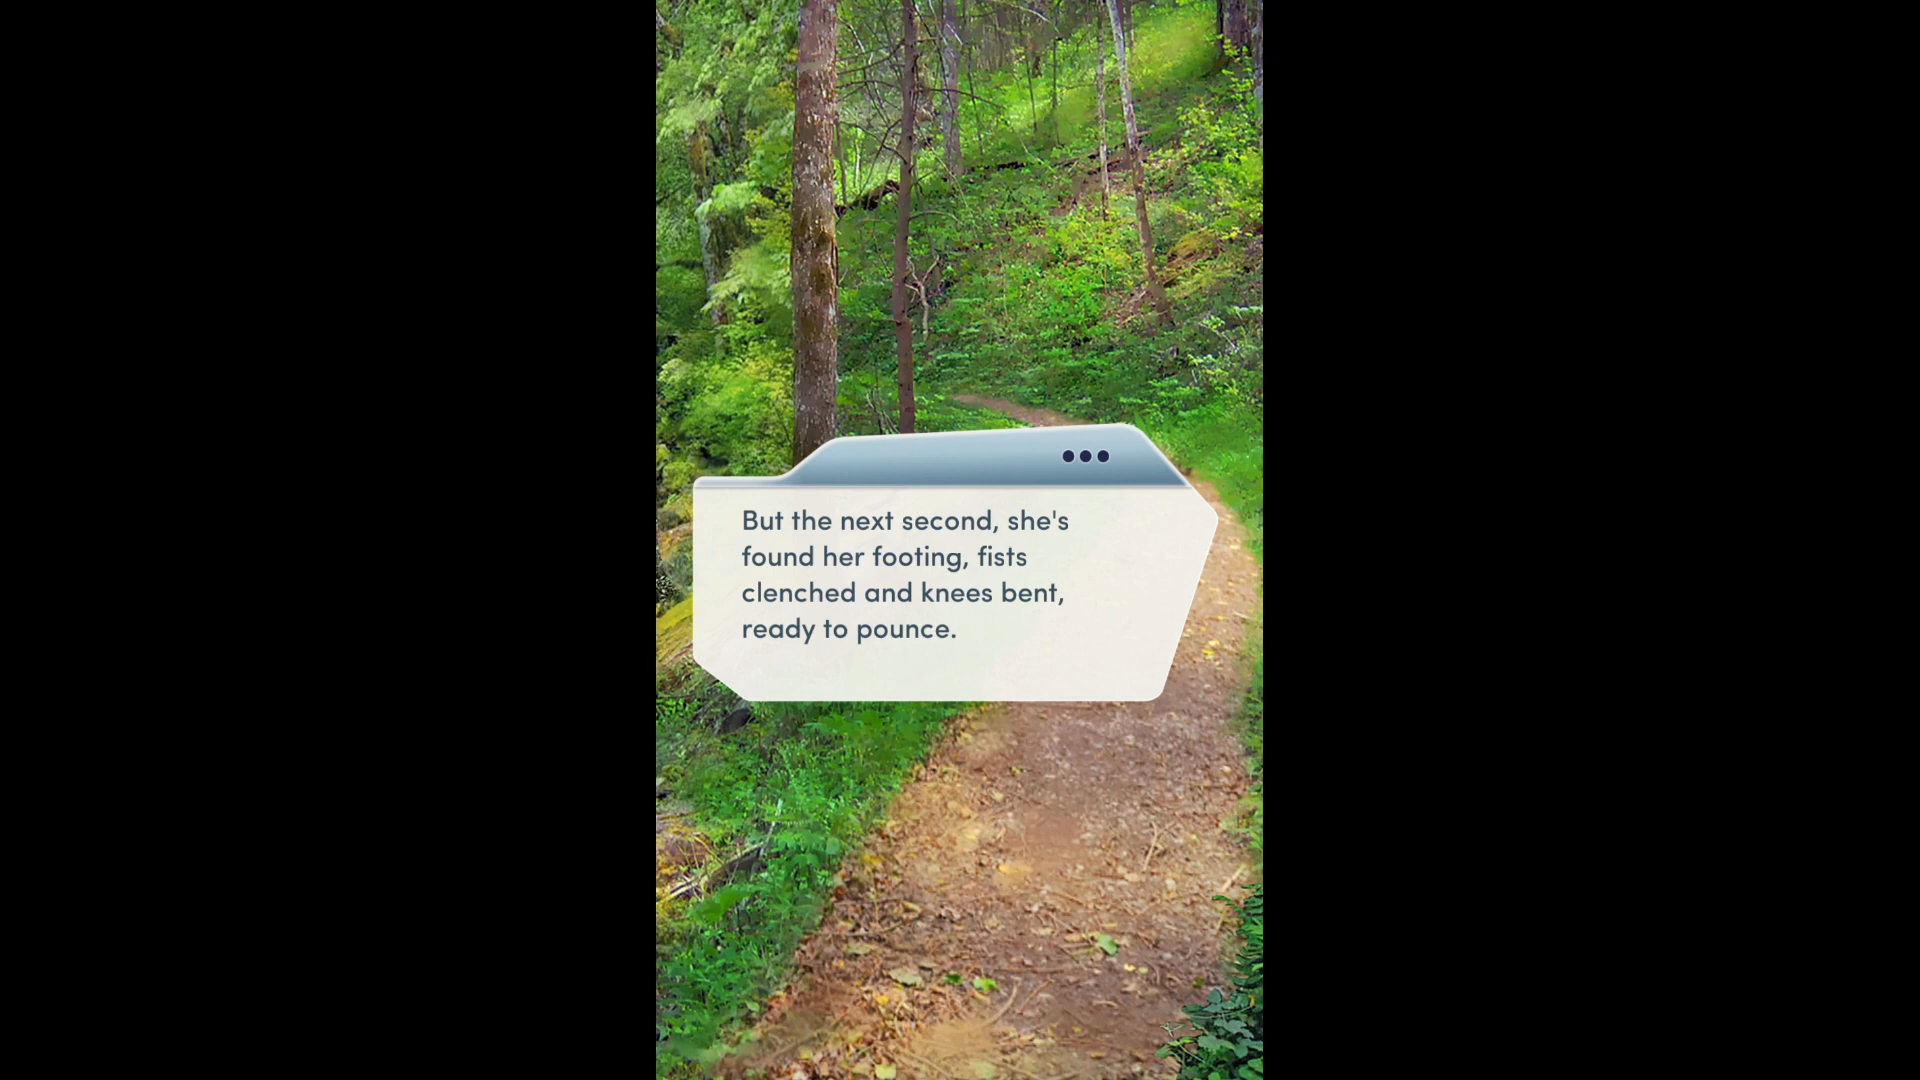 But the next second, she's
found her footing, fists
clenched and knees bent,
ready to pounce.